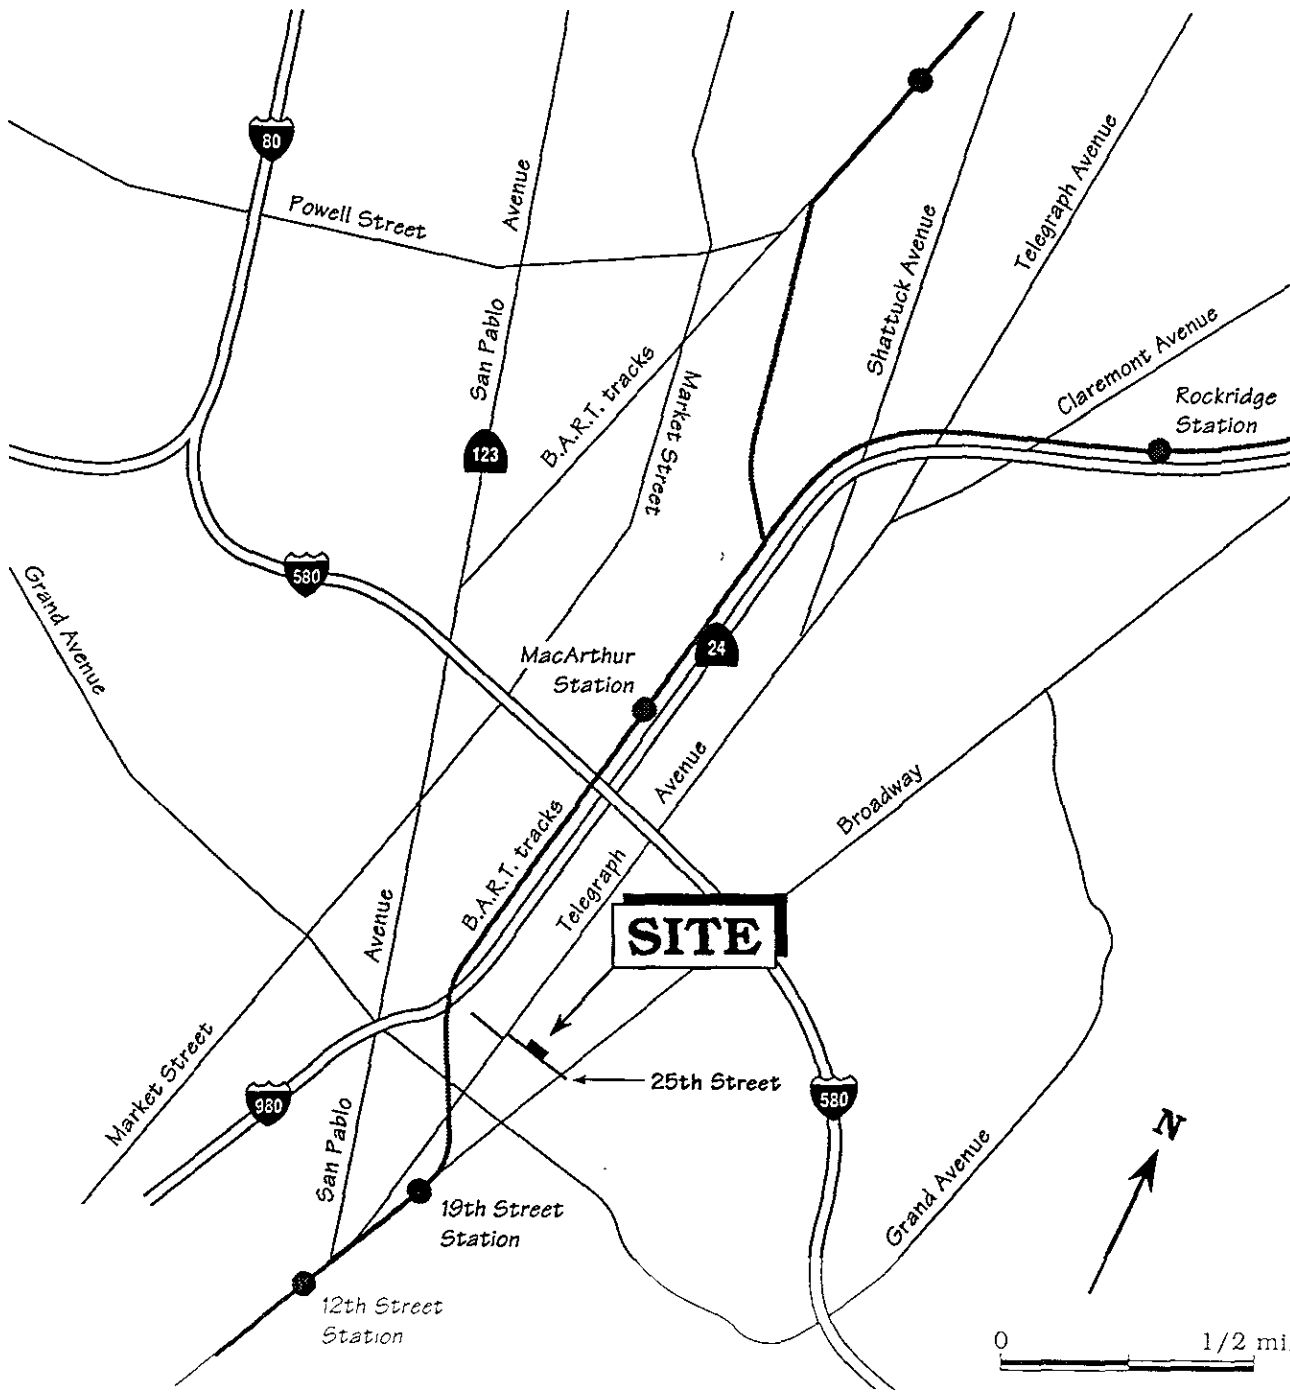 80
Powell Street
Avenue
San Pablo
123
B.A.R.T. tracks
Market Street
Shattuck Avenue
Telegraph Avenue
Claremont Avenue
Rockridge
Station
Grand Avenue
580
24
MacArthur
Station
Avenue
Broadway
B.A.R.T. tracks
Telegraph
Avenue
SITE
Market Street
980
San Pablo
25th Street
580
N
Grand Avenue
19th Street
Station
12th Street
Station
0 1/2 mi